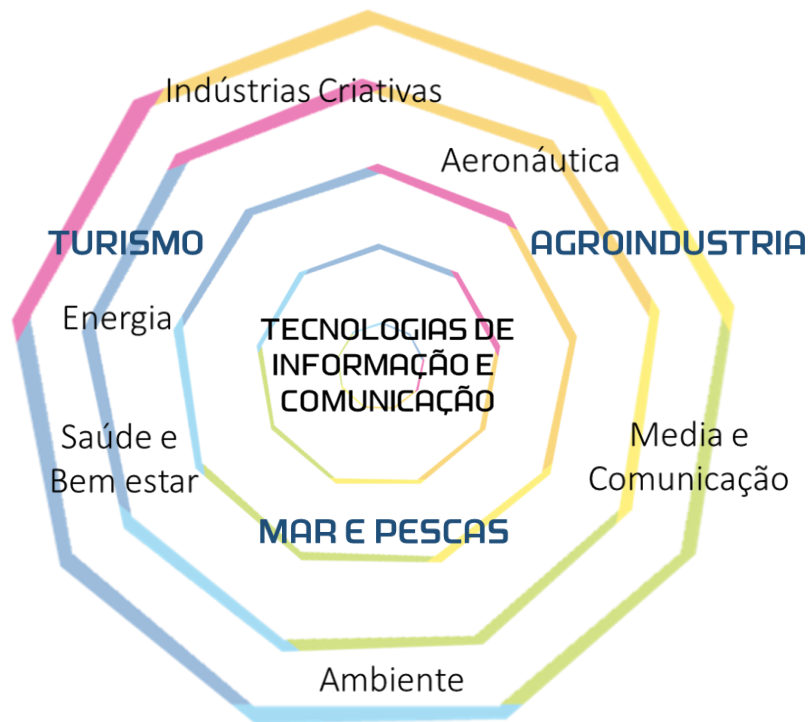 Indústrias Criativas
Aeronáutica
TURISMO
AGROINDUSTRIA
Energia
TECNOLOGIAS DE
INFORMAÇÃO E
COMUNICAÇÃO
Saúde e
Bem estar
Media e
Comunicação
MAR E PESCAS
Ambiente